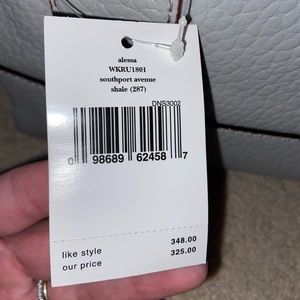 alessa
WKRU1801
southport avenue
shale (287)
DNS3002
0 98689 62458 7
like style 348.00
our price 325.00